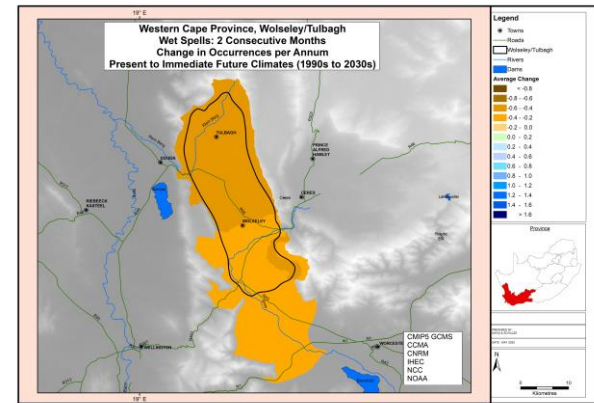 19° E
Western Cape Province, Wolseley/Tulbagh
Wet Spells: 2 Consecutive Months
Change in Occurrences per Annum
Present to Immediate Future Climates (1990s to 2030s)
TULBAGH
PRINCE
ALFRED
HAMLET
GOUDA
CERES
RIEBEECK
KASTEEL
WOLSELEY
WELLINGTON
WORCESTER
CMIP5 GCMS
CCMA
CNRM
IHEC
NCC
NOAA
19° E
Legend
Towns
Roads
Wolseley/Tulbagh
Rivers
Dams
Average Change
< -0.8
-0.8 - -0.6
-0.6 - -0.4
-0.4 - -0.2
-0.2 - 0.0
0.0 - 0.2
0.2 - 0.4
0.4 - 0.6
0.6 - 0.8
0.8 - 1.0
1.0 - 1.2
1.2 - 1.4
1.4 - 1.6
> 1.6
Province
N
Kilometres